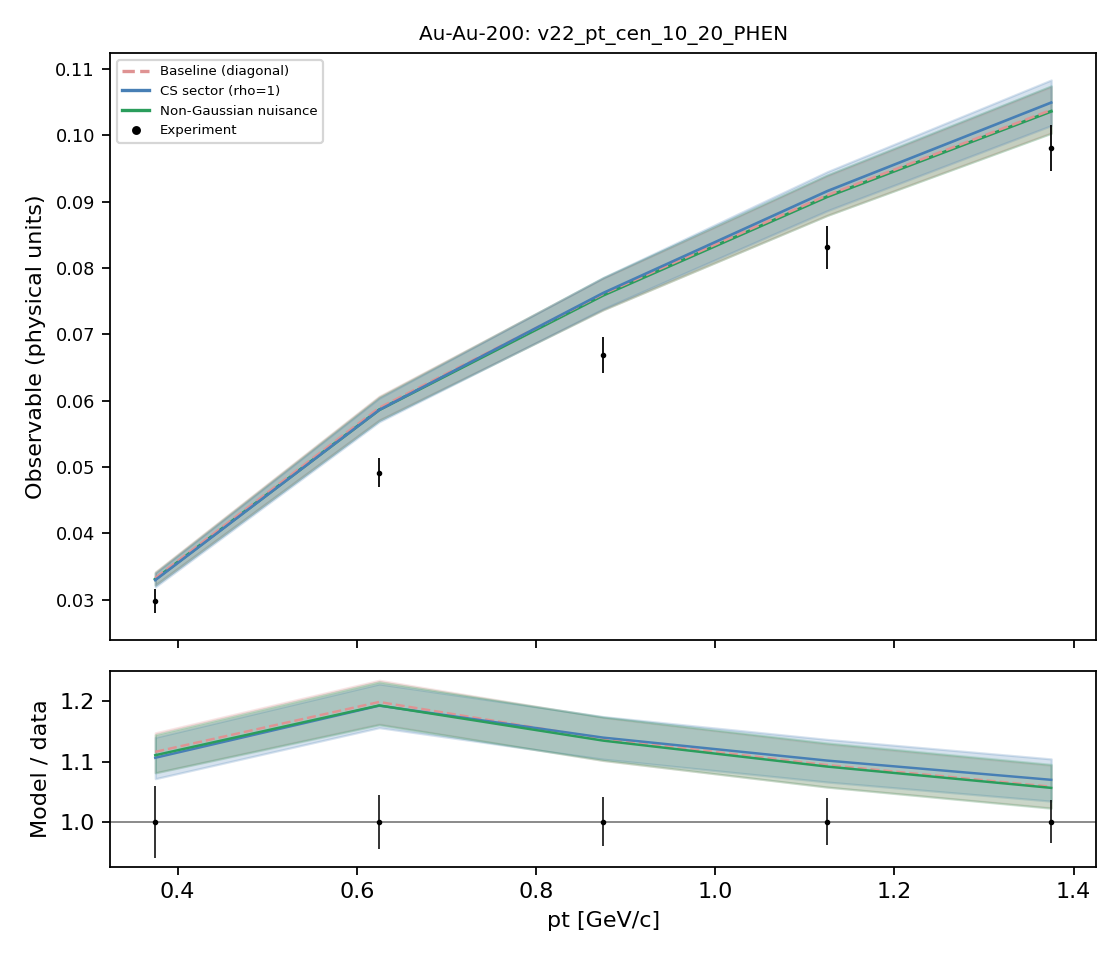 Au-Au-200: v22_pt_cen_10_20_PHEN
Baseline (diagonal)
CS sector (rho=1)
Non-Gaussian nuisance
Experiment
Observable (physical units)
0.11
0.10
0.09
0.08
0.07
0.06
0.05
0.04
0.03
Model / data
1.2
1.1
1.0
0.4 0.6 0.8 1.0 1.2 1.4
pt [GeV/c]